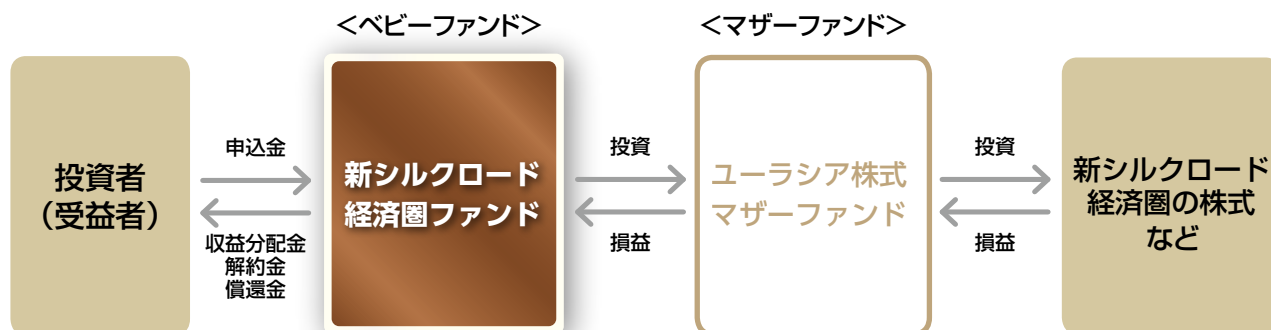 ＜ベビーファンド＞
＜マザーファンド＞
投資者
（受益者）
申込金
収益分配金
解約金
償還金
新シルクロード
経済圏ファンド
投資
損益
ユーラシア株式
マザーファンド
投資
損益
新シルクロード
経済圏の株式
など